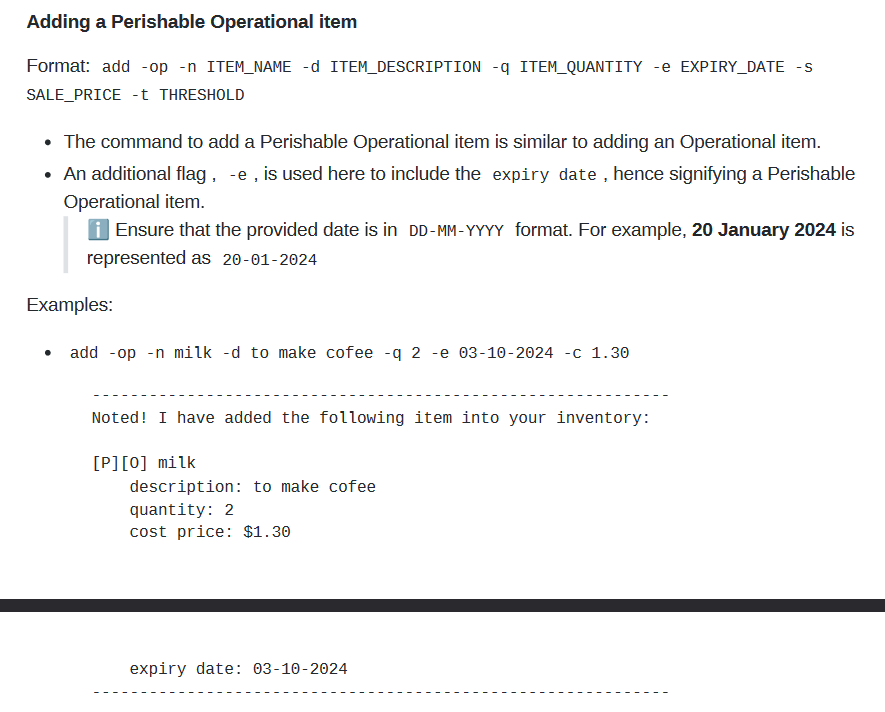 Adding a Perishable Operational item
Format: add -op -n ITEM_NAME -d ITEM_DESCRIPTION -q ITEM_QUANTITY -e EXPIRY_DATE -s
SALE_PRICE -t THRESHOLD
• The command to add a Perishable Operational item is similar to adding an Operational item.
• An additional flag , -e , is used here to include the expiry date , hence signifying a Perishable
Operational item.
ℹ️ Ensure that the provided date is in DD-MM-YYYY format. For example, 20 January 2024 is
represented as 20-01-2024
Examples:
• add -op -n milk -d to make cofee -q 2 -e 03-10-2024 -c 1.30
-------------------------------------------------------------
Noted! I have added the following item into your inventory:
[P][O] milk
description: to make cofee
quantity: 2
cost price: $1.30
expiry date: 03-10-2024
-------------------------------------------------------------